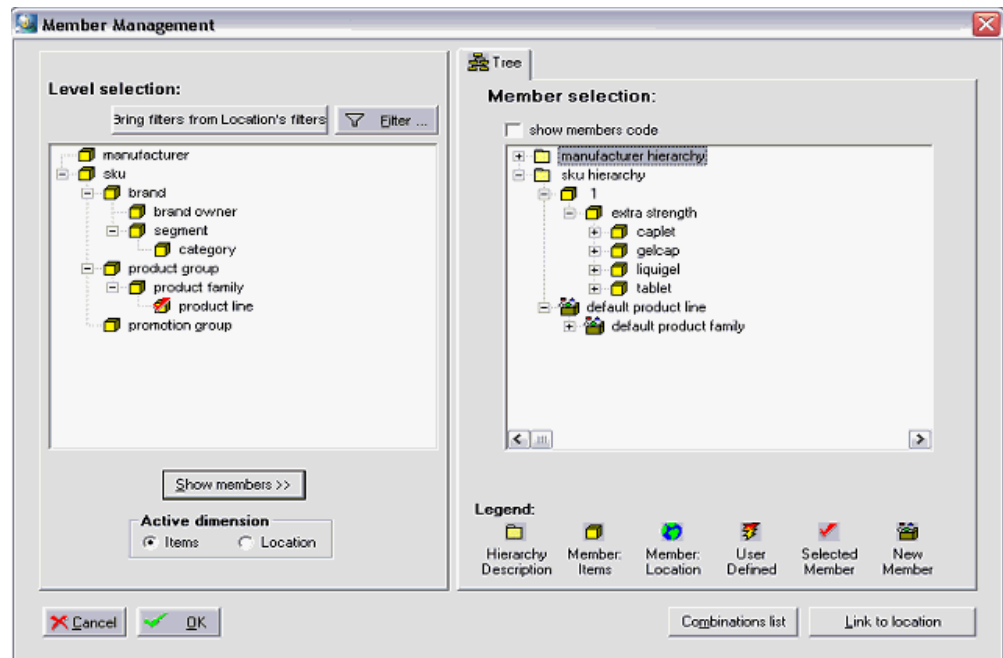 Member Management
Level selection:
Bring filters from Location's filters
Filter ...
manufacturer
sku
brand
brand owner
segment
category
product group
product family
product line
promotion group
Show members >>
Active dimension
Items Location
Tree
Member selection:
show members code
manufacturer hierarchy
sku hierarchy
1
extra strength
caplet
gelcap
liquigel
tablet
default product line
default product family
Legend:
Hierarchy Description
Member: Items
Member: Location
User Defined
Selected Member
New Member
Cancel OK Combinations list Link to location